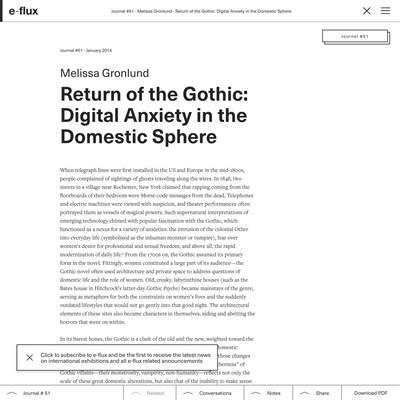 e-flux
Journal #51 - Melissa Gronlund - Return of the Gothic: Digital Anxiety in the Domestic Sphere
Journal #51
Journal #51 - January 2014
Melissa Gronlund
Return of the Gothic:
Digital Anxiety in the
Domestic Sphere
When telegraph lines were first installed in the US and Europe in the mid-1800s,
people complained of sightings of ghosts traveling along the wires. In 1848, two
sisters in a village near Rochester, New York claimed that rapping coming from the
floorboards of their bedroom were Morse-code messages from the dead. Telephones
and electric machines were viewed with suspicion, and theater performances often
portrayed them as vessels of magical powers. Such supernatural interpretations of
emerging technology chimed with popular fascination with the Gothic, which
functioned as a nexus for a variety of anxieties: the intrusion of the colonial Other
into everyday life (symbolized as the inhuman monster or vampire), fear over
women's desire for professional and sexual freedom, and above all, the rapid
modernisation of daily life. From the 1700s on, the Gothic assumed its primary
form in the novel. Fittingly, women constituted a large part of its audience—the
Gothic novel often used architecture and private space to address questions of
domestic life and the role of women. Old, creaky, labyrinthine houses (such as the
Bates house in Hitchcock's latter-day Gothic Psycho) became mainstays of the genre,
serving as metaphors for both the constraints on women's lives and the suddenly
outdated lifestyles that would not go gently into that good night. The architectural
elements of these sites also became characters in themselves, aiding and abetting the
horrors that went on within.
In its barest bones, the Gothic is a clash of the old and the new, weighted toward the
domestic
these changes
otherness" of
Gothic villains—their monstrosity, vampirism, non-humanity—reflects not only the
scale of these great domestic alterations, but also that of the inability to make sense
Click to subscribe to e-flux and be the first to receive the latest news
on international exhibitions and all e-flux related announcements
Journal # 51
Related
Conversations
Notes
Share
Download PDF